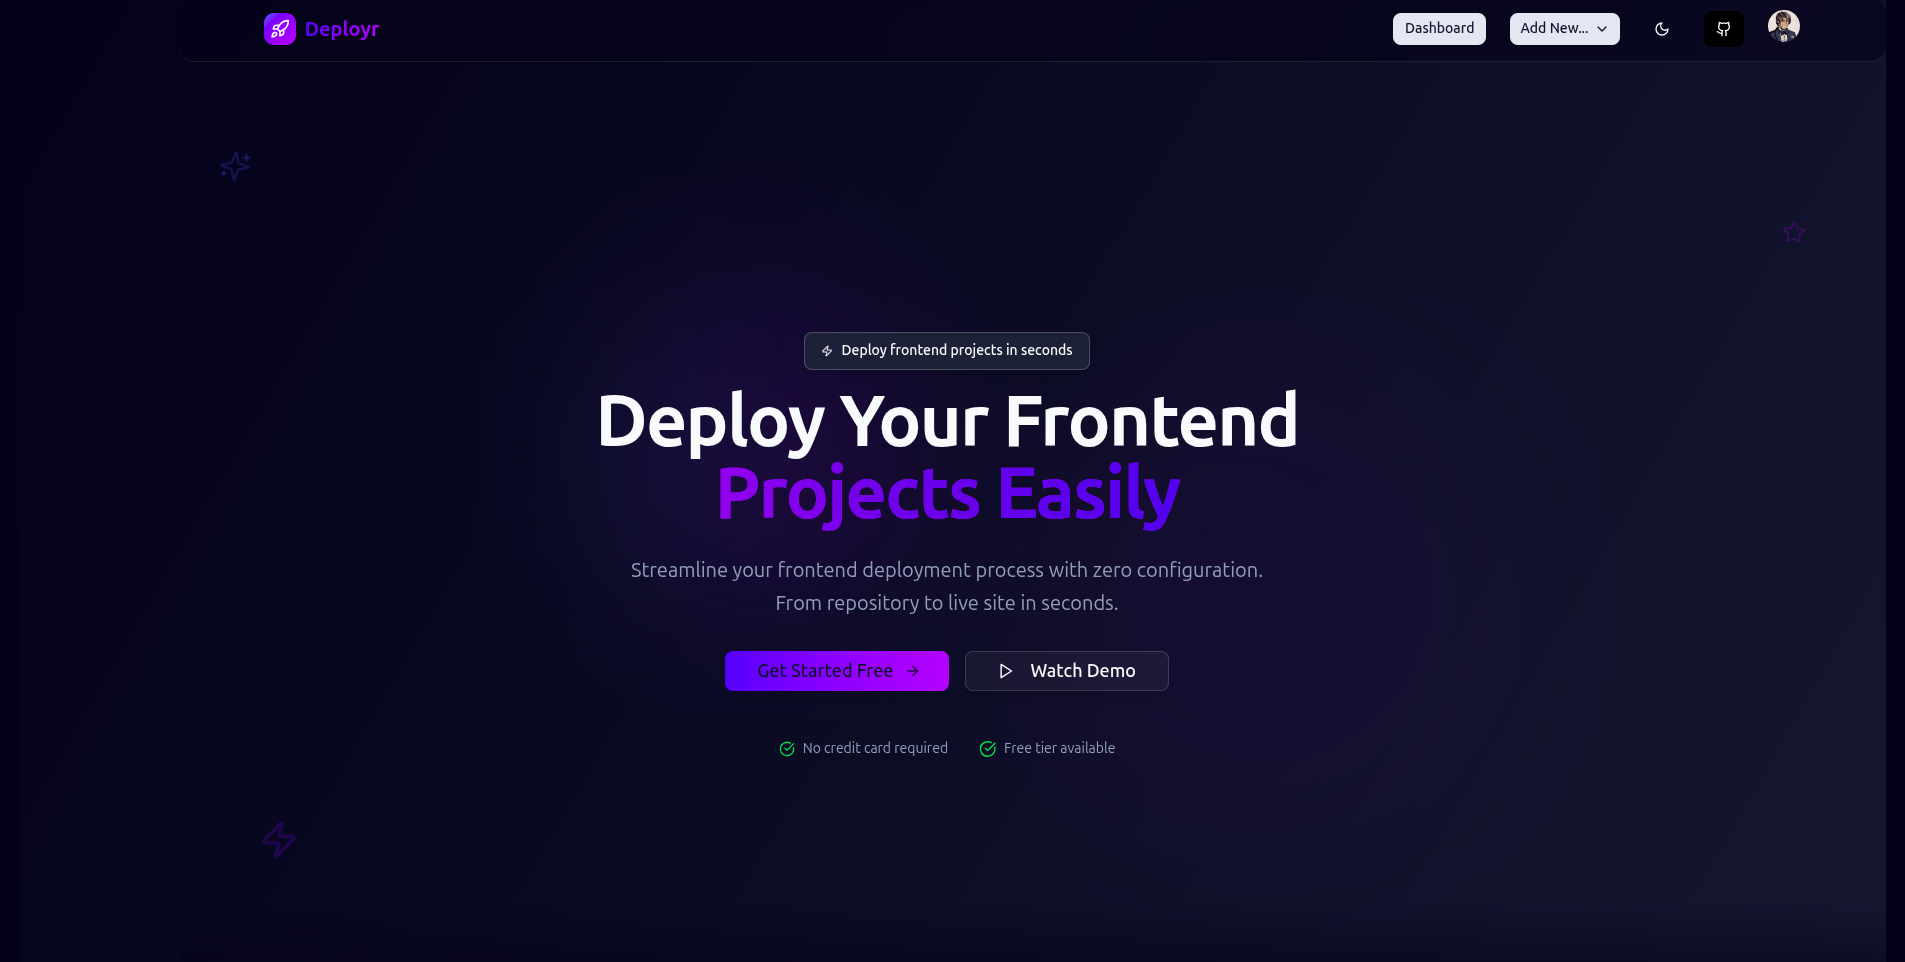 Deployr
Dashboard
Add New...
Deploy frontend projects in seconds
Deploy Your Frontend
Projects Easily
Streamline your frontend deployment process with zero configuration.
From repository to live site in seconds.
Get Started Free
Watch Demo
No credit card required
Free tier available